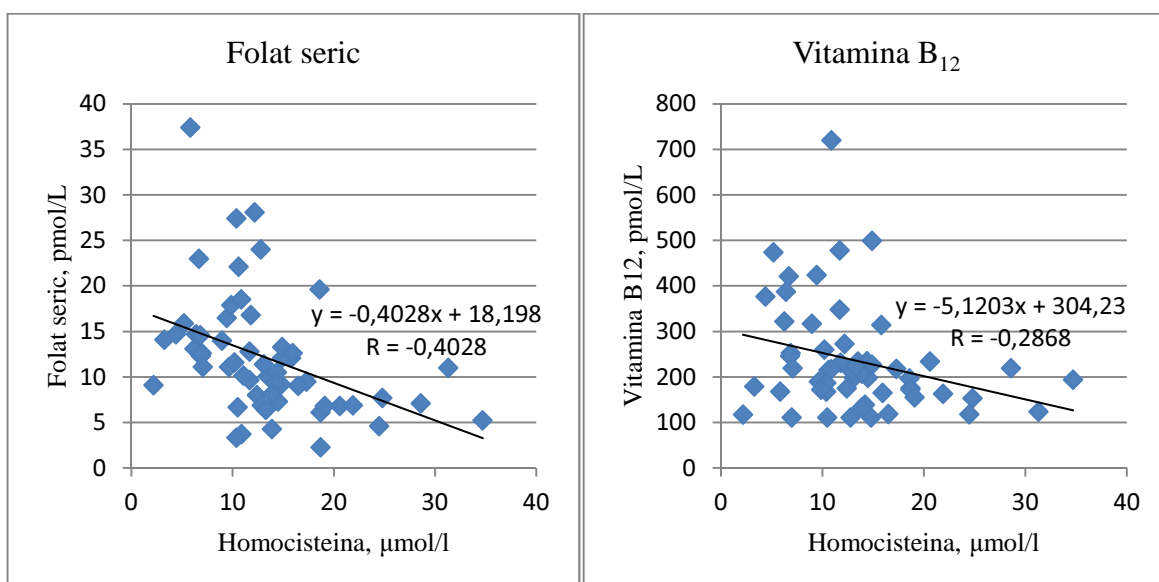 Folat seric
40
35
30
25
20
15
10
5
0
Folat seric, pmol/L
y = -0,4028x + 18,198
R = -0,4028
0 10 20 30 40
Homocisteina, µmol/l
Vitamina B₁₂
800
700
600
500
400
300
200
100
0
Vitamina B12, pmol/L
y = -5,1203x + 304,23
R = -0,2868
0 10 20 30 40
Homocisteina, µmol/l